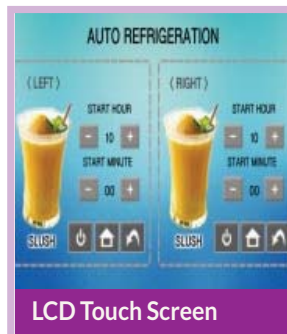 AUTO REFRIGERATION
(LEFT)
START HOUR
- 10 +
START MINUTE
- 00 +
SLUSH
(RIGHT)
START HOUR
- 10 +
START MINUTE
- 00 +
SLUSH
LCD Touch Screen